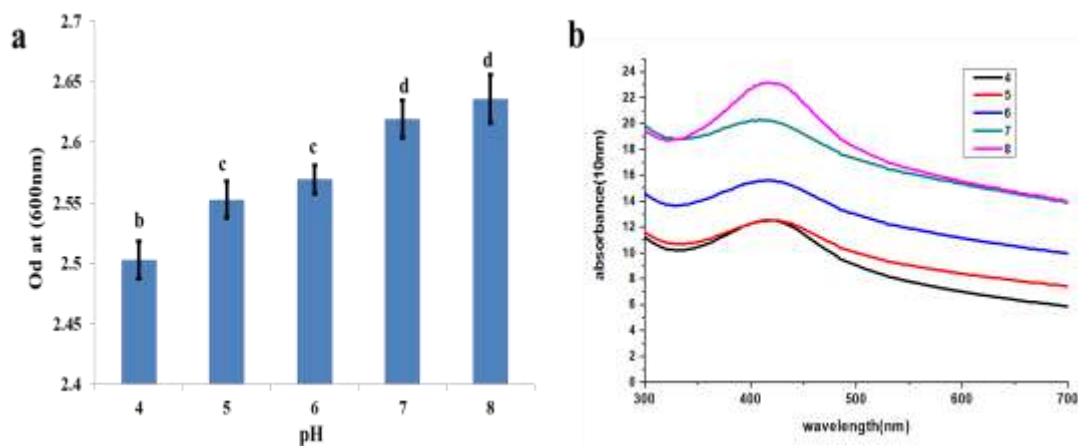 a
Od at (600nm)
2.7
2.65
2.6
2.55
2.5
2.45
2.4
b
c
c
d
d
4 5 6 7 8
pH
b
absorbance(10nm)
24
22
20
18
16
14
12
10
8
6
4
2
0
4
5
6
7
8
300 400 500 600 700
wavelength(nm)